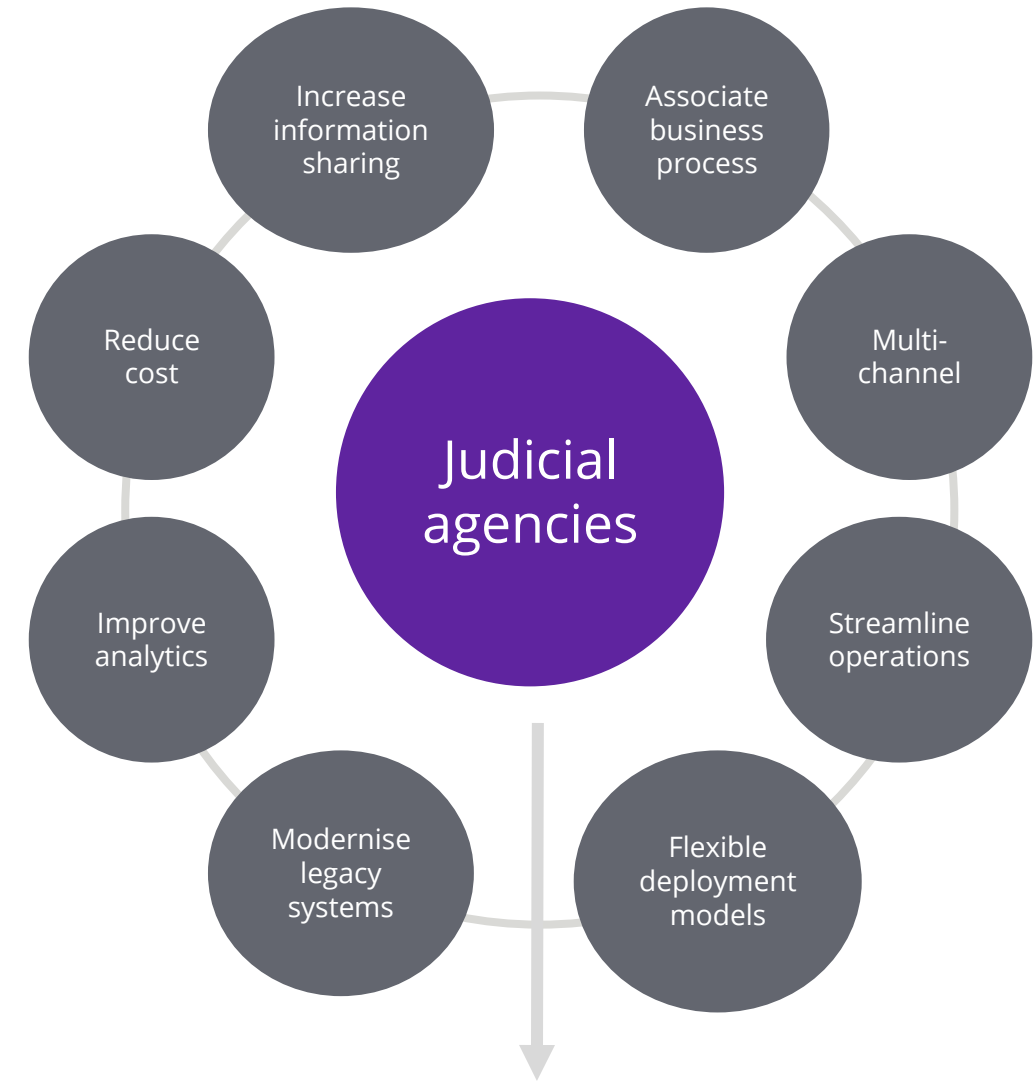 Increase
information
sharing
Associate
business
process
Reduce
cost
Multi-
channel
Judicial
agencies
Improve
analytics
Streamline
operations
Modernise
legacy
systems
Flexible
deployment
models